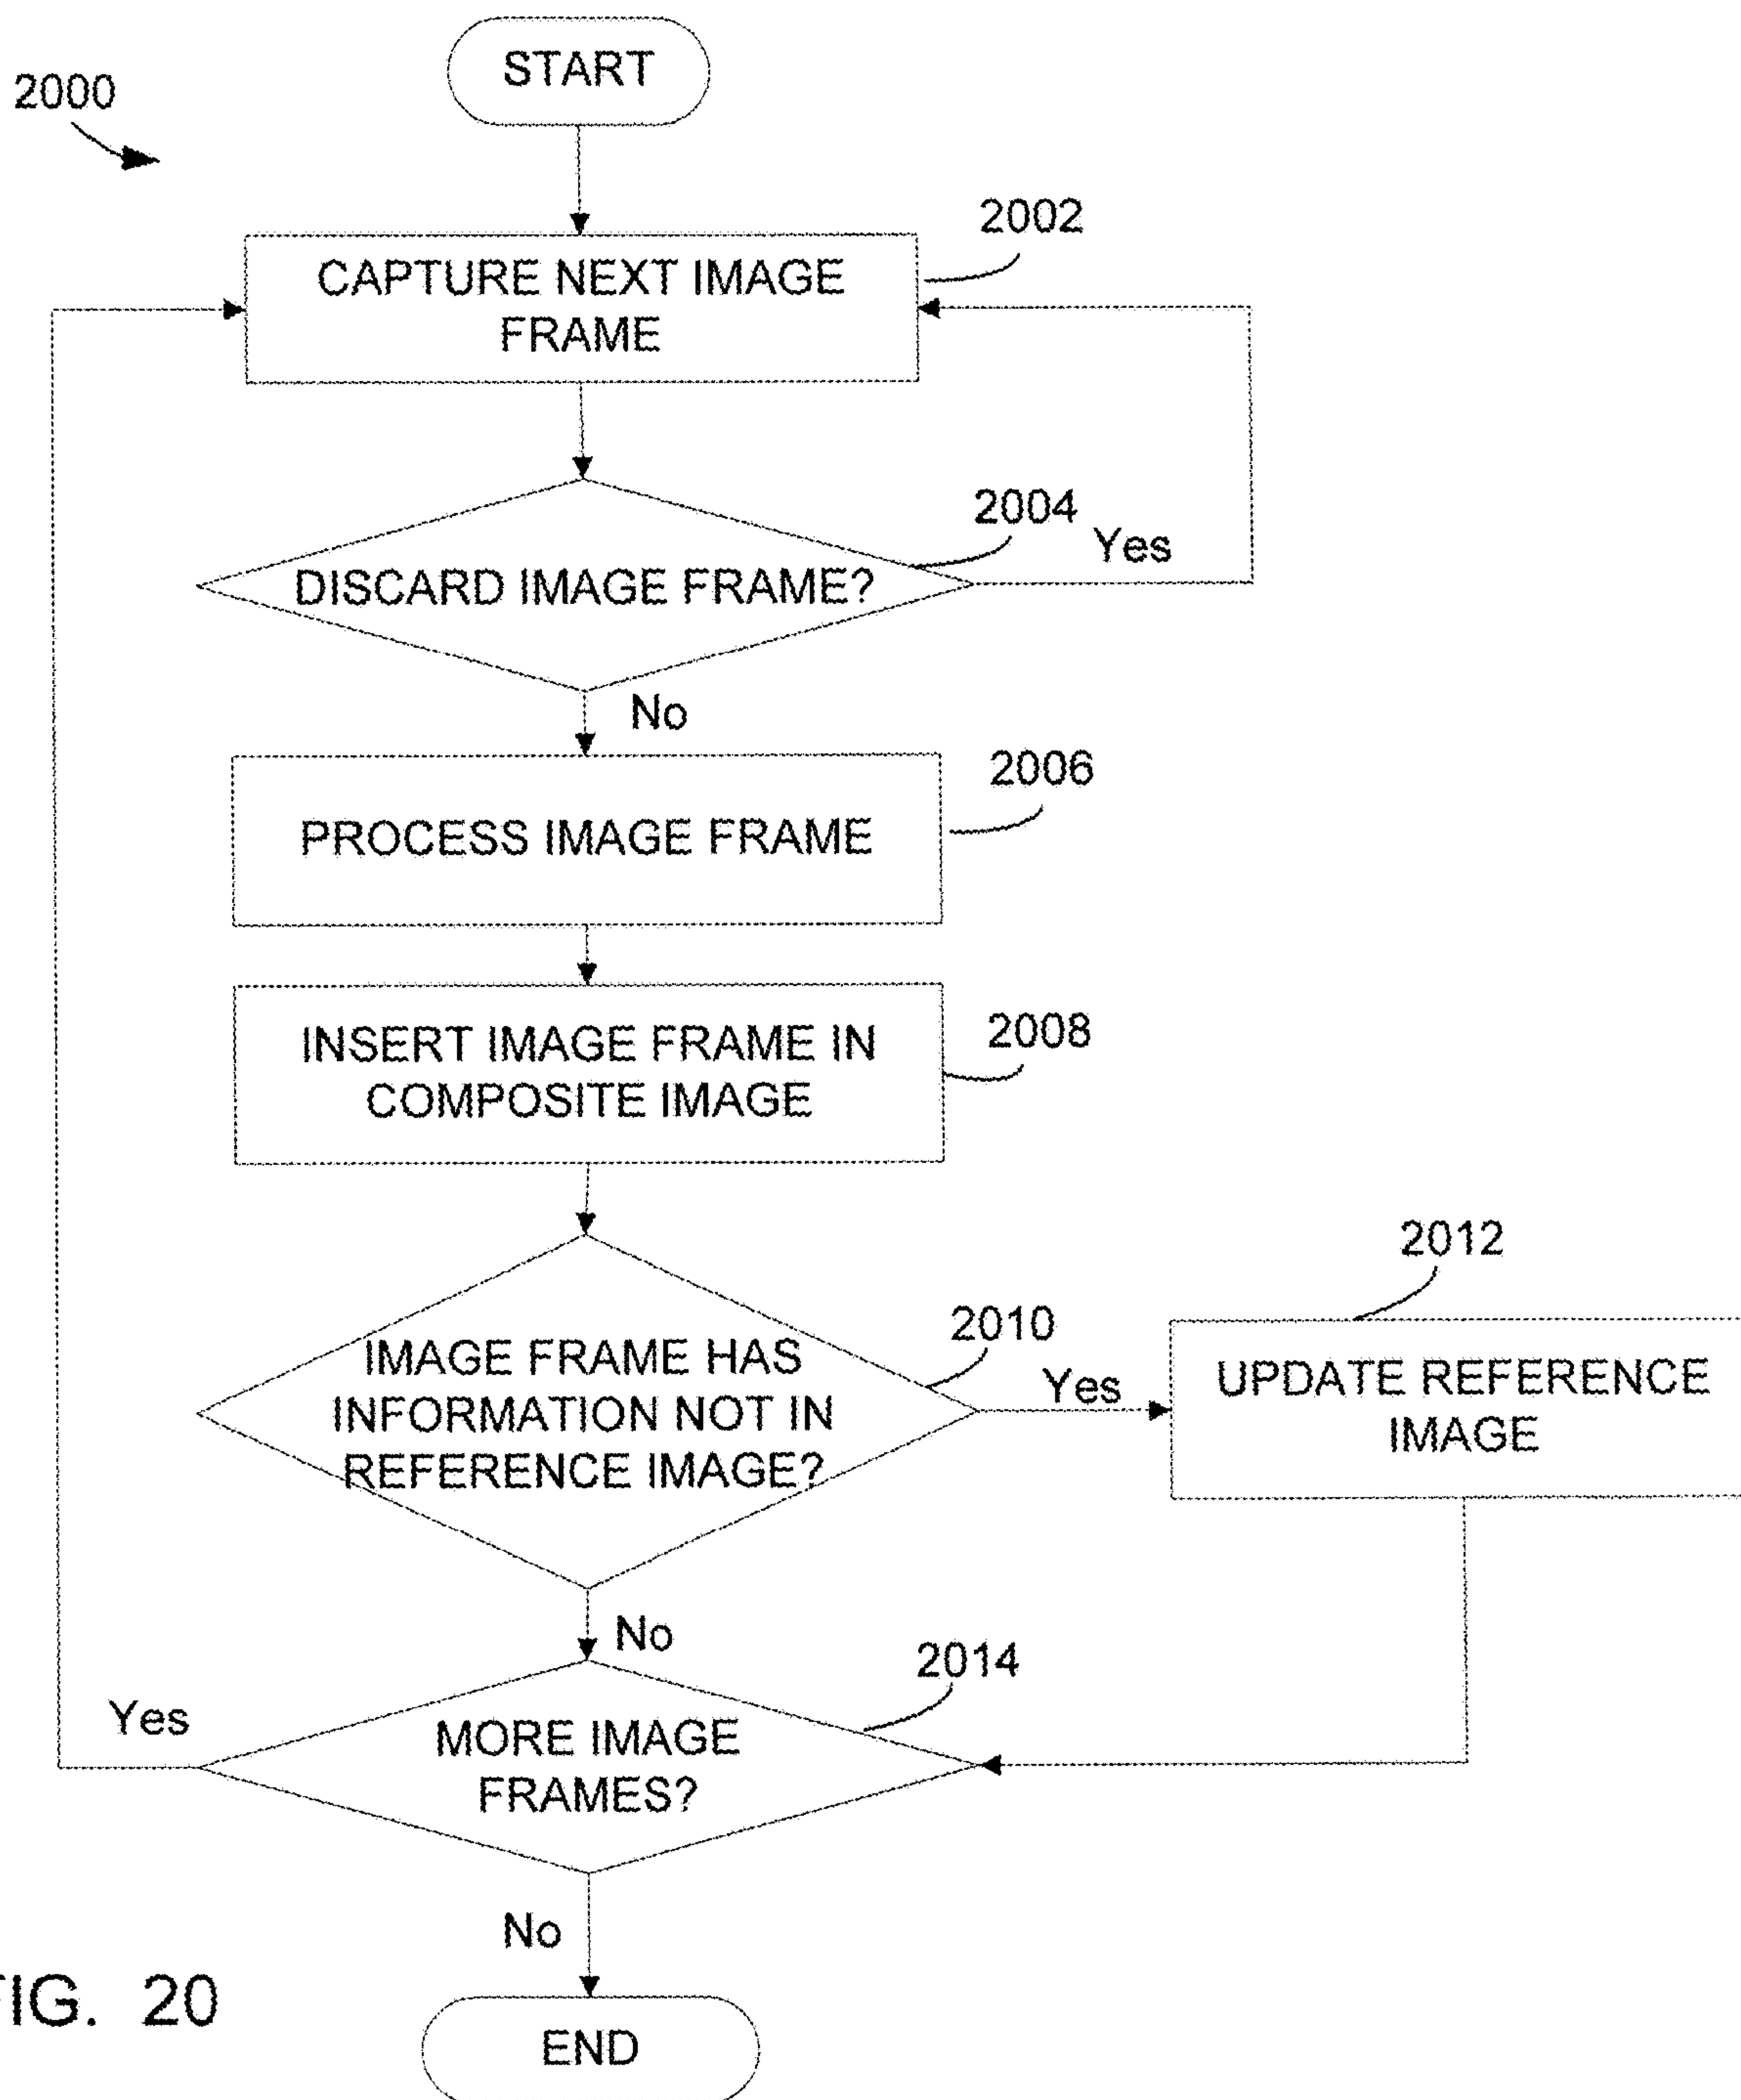 START
2000
2002
CAPTURE NEXT IMAGE
FRAME
2004
Yes
DISCARD IMAGE FRAME?
No
2006
PROCESS IMAGE FRAME
2008
INSERT IMAGE FRAME IN
COMPOSITE IMAGE
2012
2010
IMAGE FRAME HAS
INFORMATION NOT IN
REFERENCE IMAGE?
Yes
UPDATE REFERENCE
IMAGE
No
2014
Yes
MORE IMAGE
FRAMES?
No
FIG. 20
END